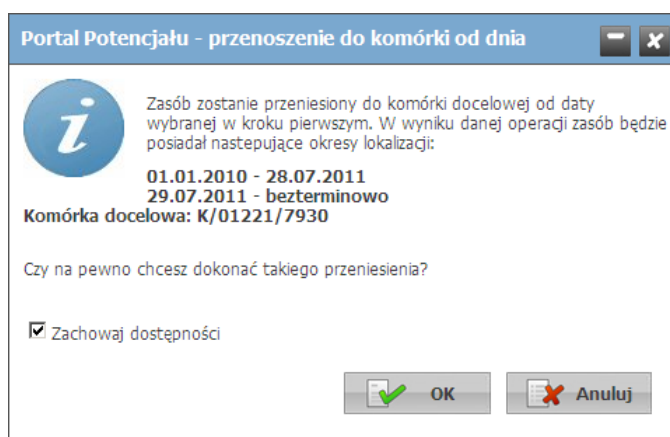 Portal Potencjału - przenoszenie do komórki od dnia
Zasób zostanie przeniesiony do komórki docelowej od daty
wybranej w kroku pierwszym. W wyniku danej operacji zasób będzie
posiadał nastepujące okresy lokalizacji:
01.01.2010 - 28.07.2011
29.07.2011 - bezterminowo
Komórka docelowa: K/01221/7930
Czy na pewno chcesz dokonać takiego przeniesienia?
Zachowaj dostępności
OK Anuluj